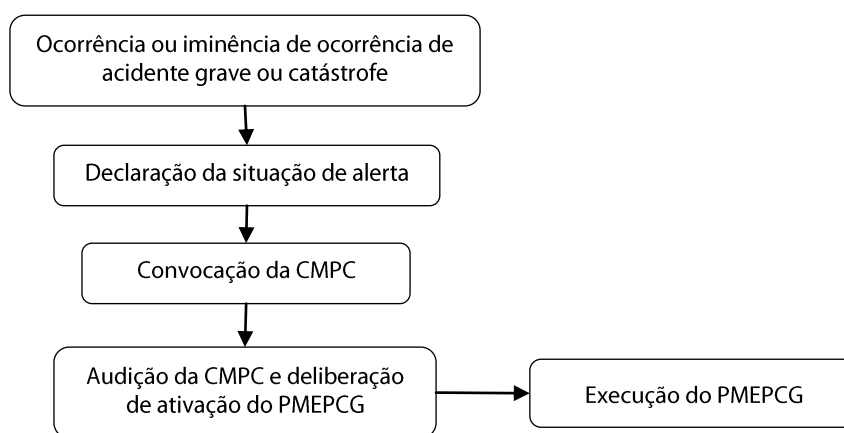 Ocorrência ou iminência de ocorrência de
acidente grave ou catástrofe
Declaração da situação de alerta
Convocação da CMPC
Audição da CMPC e deliberação
de ativação do PMEPCG
Execução do PMEPCG